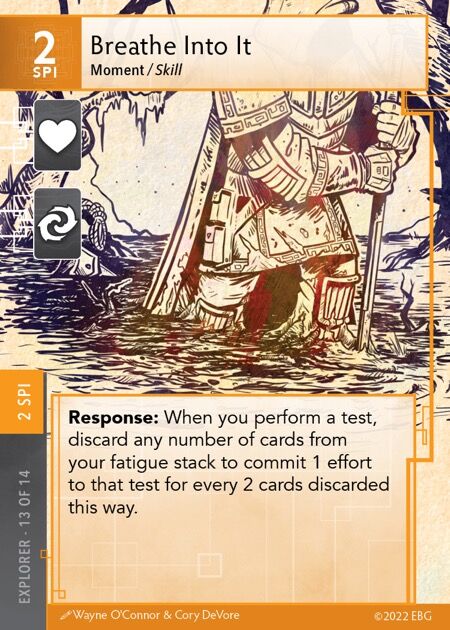 2
SPI
Breathe Into It
Moment / Skill
2 SPI
EXPLORER - 13 OF 14
Response: When you perform a test,
discard any number of cards from
your fatigue stack to commit 1 effort
to that test for every 2 cards discarded
this way.
Wayne O'Connor & Cory DeVore
©2022 EBG